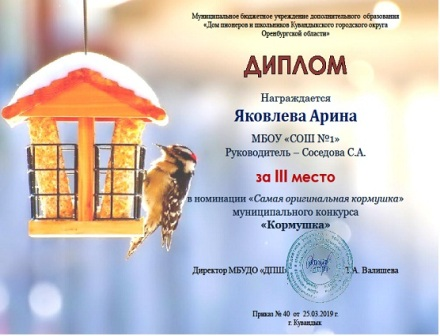 Муниципальное бюджетное учреждение дополнительного образования
«Дом пионеров и школьников Кувандыкского городского округа
Оренбургской области»
ДИПЛОМ
Награждается
Яковлева Арина
МБОУ «СОШ №1»
Руководитель – Соседова С.А.
за III место
в номинации «Самая оригинальная кормушка»
муниципального конкурса
«Кормушка»
Директор МБУДО «ДПШ» Т.А. Валишева
Приказ № 40 от 25.03.2019 г.
г. Кувандык